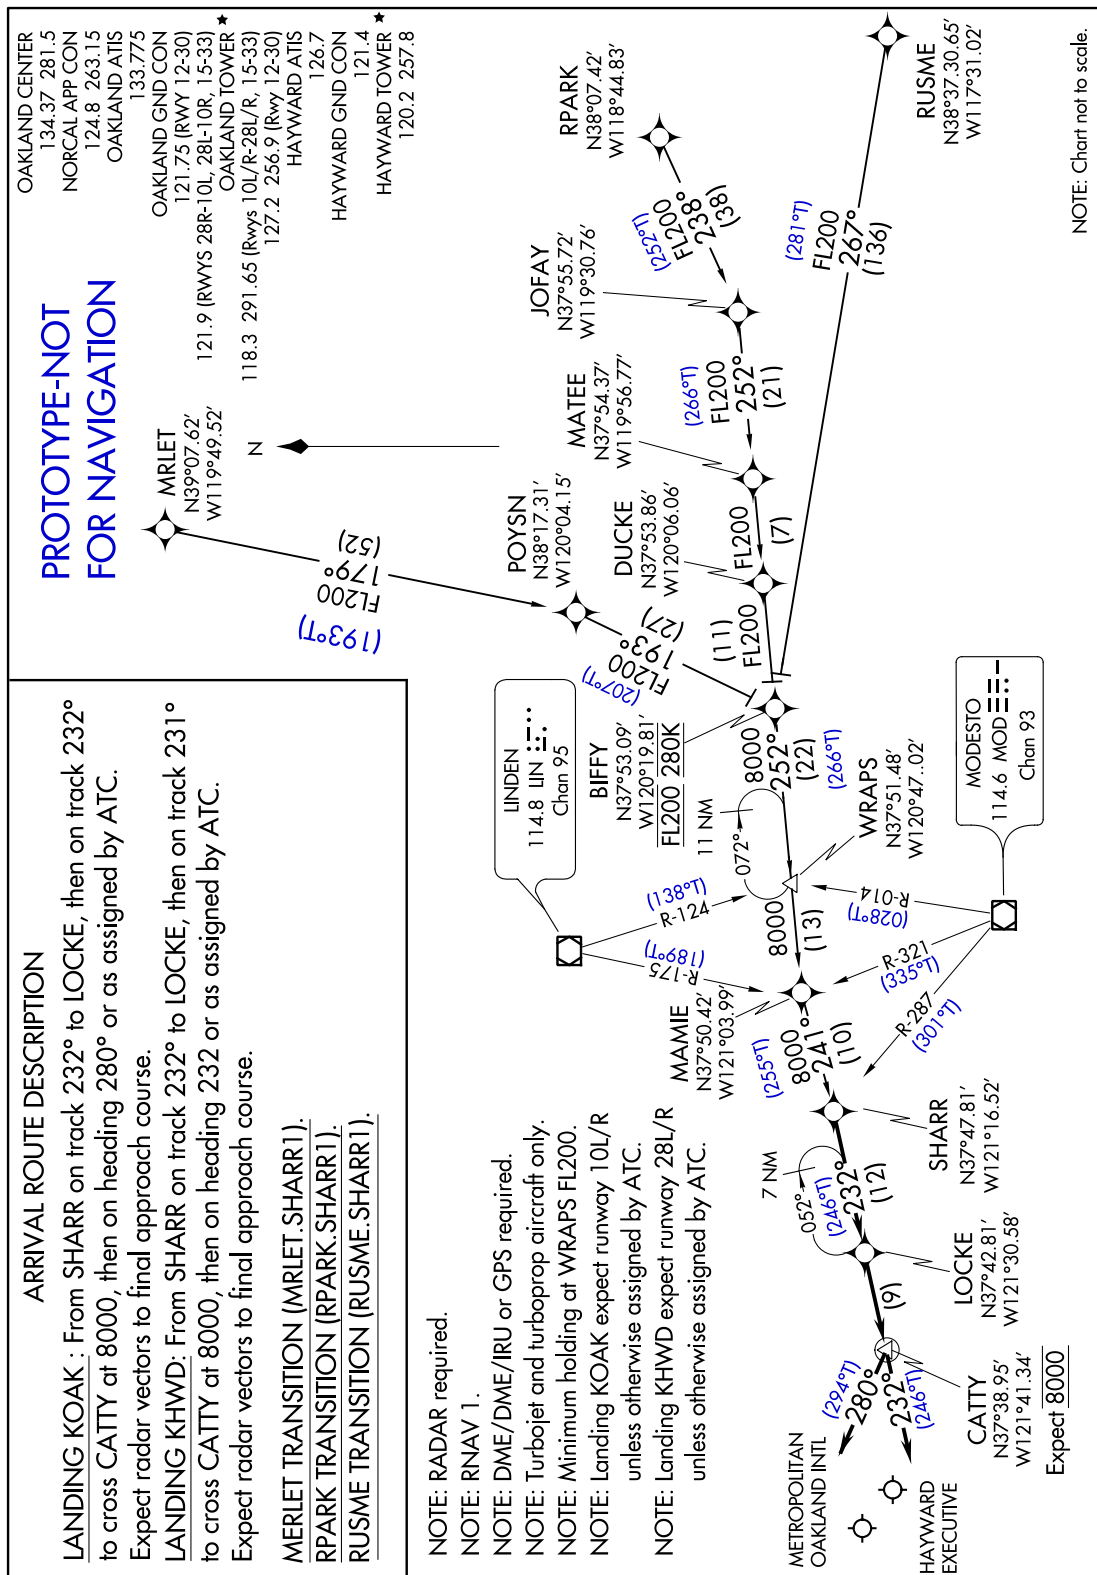 ARRIVAL ROUTE DESCRIPTION
LANDING KOAK : From SHARR on track 232° to LOCKE, then on track 232°
to cross CATTY at 8000, then on heading 280° or as assigned by ATC.
Expect radar vectors to final approach course.
LANDING KHWD: From SHARR on track 232° to LOCKE, then on track 231°
to cross CATTY at 8000, then on heading 232 or as assigned by ATC.
Expect radar vectors to final approach course.
MERLET TRANSITION (MRLET.SHARR1).
RPARK TRANSITION (RPARK.SHARR1).
RUSME TRANSITION (RUSME.SHARR1).
NOTE: RADAR required.
NOTE: RNAV 1.
NOTE: DME/DME/IRU or GPS required.
NOTE: Turbojet and turboprop aircraft only.
NOTE: Minimum holding at WRAPS FL200.
NOTE: Landing KOAK expect runway 10L/R
unless otherwise assigned by ATC.
NOTE: Landing KHWD expect runway 28L/R
unless otherwise assigned by ATC.
PROTOTYPE-NOT
FOR NAVIGATION
OAKLAND CENTER
134.37 281.5
NORCAL APP CON
124.8 263.15
OAKLAND ATIS
133.775
OAKLAND GND CON
121.75 (RWY 12-30)
121.9 (RWYS 28R-10L, 28L-10R, 15-33)
OAKLAND TOWER ★
118.3 291.65 (Rwys 10L/R-28L/R, 15-33)
127.2 256.9 (Rwy 12-30)
HAYWARD ATIS
126.7
HAYWARD GND CON
121.4
HAYWARD TOWER ★
120.2 257.8
MRLET
N39°07.62′
W119°49.52′
N
(193°T)
FL200
179°
(52)
POYSN
N38°17.31′
W120°04.15′
(207°T)
FL200
193°
(27)
RPARK
N38°07.42′
W118°44.83′
(252°T)
FL200
238°
(38)
JOFAY
N37°55.72′
W119°30.76′
(266°T)
FL200
252°
(21)
MATEE
N37°54.37′
W119°56.77′
FL200
(7)
DUCKE
N37°53.86′
W120°06.06′
(11)
FL200
RUSME
N38°37.30.65′
W117°31.02′
(281°T)
FL200
267°
(136)
BIFFY
N37°53.09′
W120°19.81′
FL200 280K
8000
252°
(22)
(266°T)
11 NM
072°
WRAPS
N37°51.48′
W120°47..02′
LINDEN
114.8 LIN
Chan 95
(138°T)
R-124
(189°T)
R-175
MODESTO
114.6 MOD
Chan 93
R-014
(028°T)
R-321
(335°T)
R-287
(301°T)
8000
(13)
MAMIE
N37°50.42′
W121°03.99′
(255°T)
8000
241°
(10)
SHARR
N37°47.81′
W121°16.52′
7 NM
052°
(246°T)
232°
(12)
LOCKE
N37°42.81′
W121°30.58′
(9)
CATTY
N37°38.95′
W121°41.34′
Expect 8000
(294°T)
280°
232°
(246°T)
METROPOLITAN
OAKLAND INTL
HAYWARD
EXECUTIVE
NOTE: Chart not to scale.